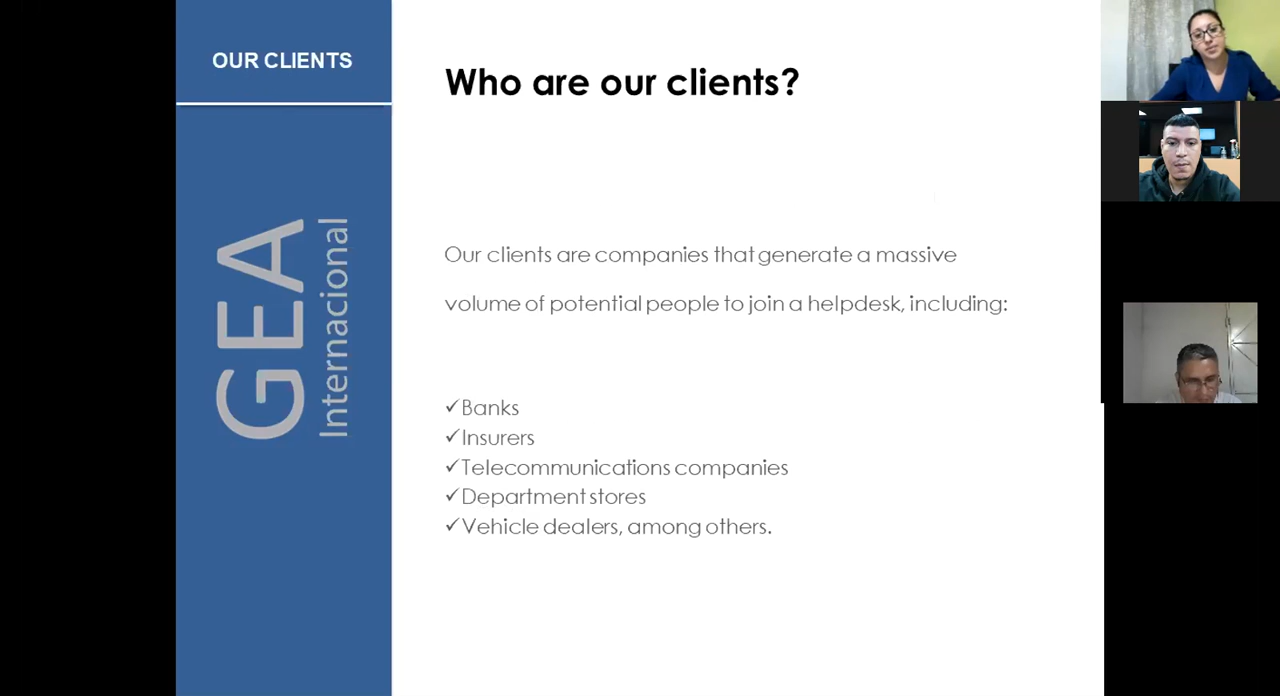 OUR CLIENTS
GEA
Internacional
Who are our clients?
Our clients are companies that generate a massive
volume of potential people to join a helpdesk, including:
✓Banks
✓Insurers
✓Telecommunications companies
✓Department stores
✓Vehicle dealers, among others.